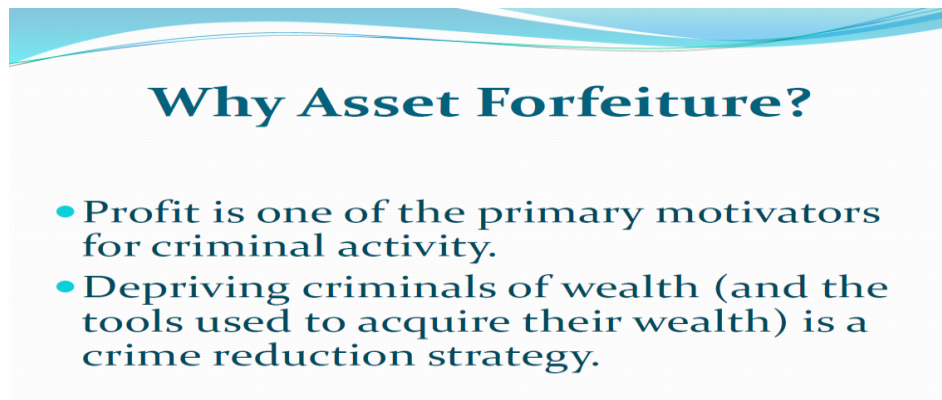 Why Asset Forfeiture?
• Profit is one of the primary motivators
for criminal activity.
• Depriving criminals of wealth (and the
tools used to acquire their wealth) is a
crime reduction strategy.